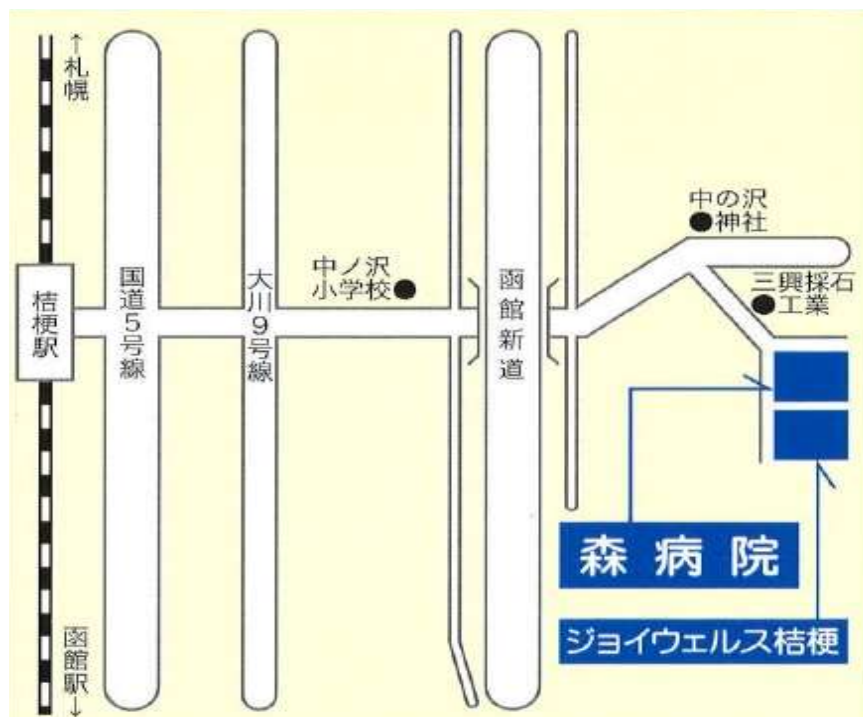 ↑札幌
桔梗駅
函館駅↓
国道5号線
大川9号線
中ノ沢
小学校
函館新道
中の沢
神社
三興採石
工業
森病院
ジョイウェルス桔梗